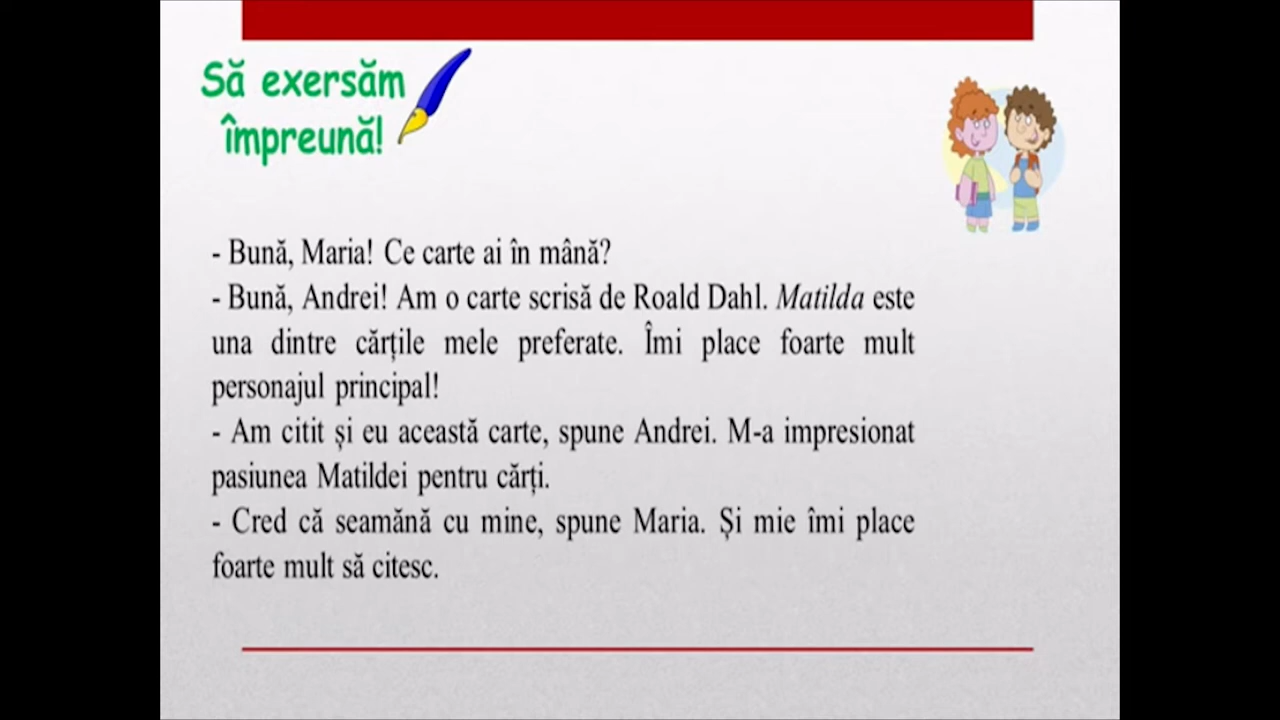 Să exersăm
împreună!
- Bună, Maria! Ce carte ai în mână?
- Bună, Andrei! Am o carte scrisă de Roald Dahl. Matilda este
una dintre cărțile mele preferate. Îmi place foarte mult
personajul principal!
- Am citit și eu această carte, spune Andrei. M-a impresionat
pasiunea Matildei pentru cărți.
- Cred că seamănă cu mine, spune Maria. Și mie îmi place
foarte mult să citesc.